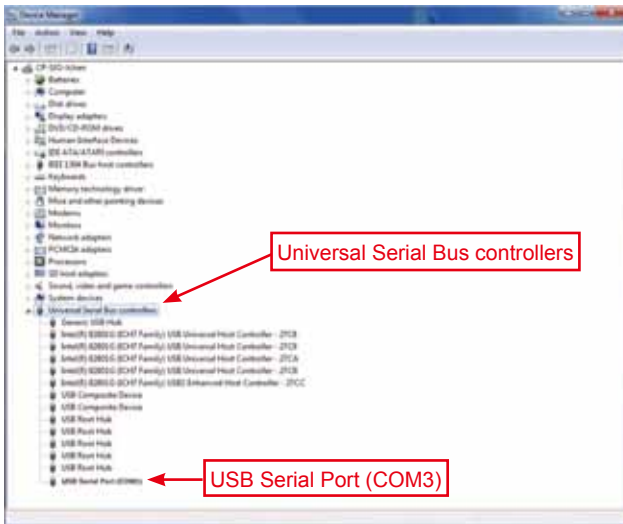 Device Manager
File Action View Help
Batteries
Computer
Disk drives
Display adapters
DVD/CD-ROM drives
Human Interface Devices
IDE ATA/ATAPI controllers
IEEE 1394 Bus host controllers
Keyboards
Memory technology driver
Mice and other pointing devices
Modems
Monitors
Network adapters
PCMCIA adapters
Processors
SD host adapters
Sound, video and game controllers
System devices
Universal Serial Bus controllers
Universal Serial Bus controllers
Generic USB Hub
Intel(R) 82801G (ICH7 Family) USB Universal Host Controller -
Intel(R) 82801G (ICH7 Family) USB Universal Host Controller -
Intel(R) 82801G (ICH7 Family) USB Universal Host Controller -
Intel(R) 82801G (ICH7 Family) USB Universal Host Controller -
Intel(R) 82801G (ICH7 Family) USB2 Enhanced Host Controller - 27CC
USB Composite Device
USB Composite Device
USB Root Hub
USB Root Hub
USB Root Hub
USB Root Hub
USB Root Hub
USB Serial Port (COM3)
USB Serial Port (COM3)